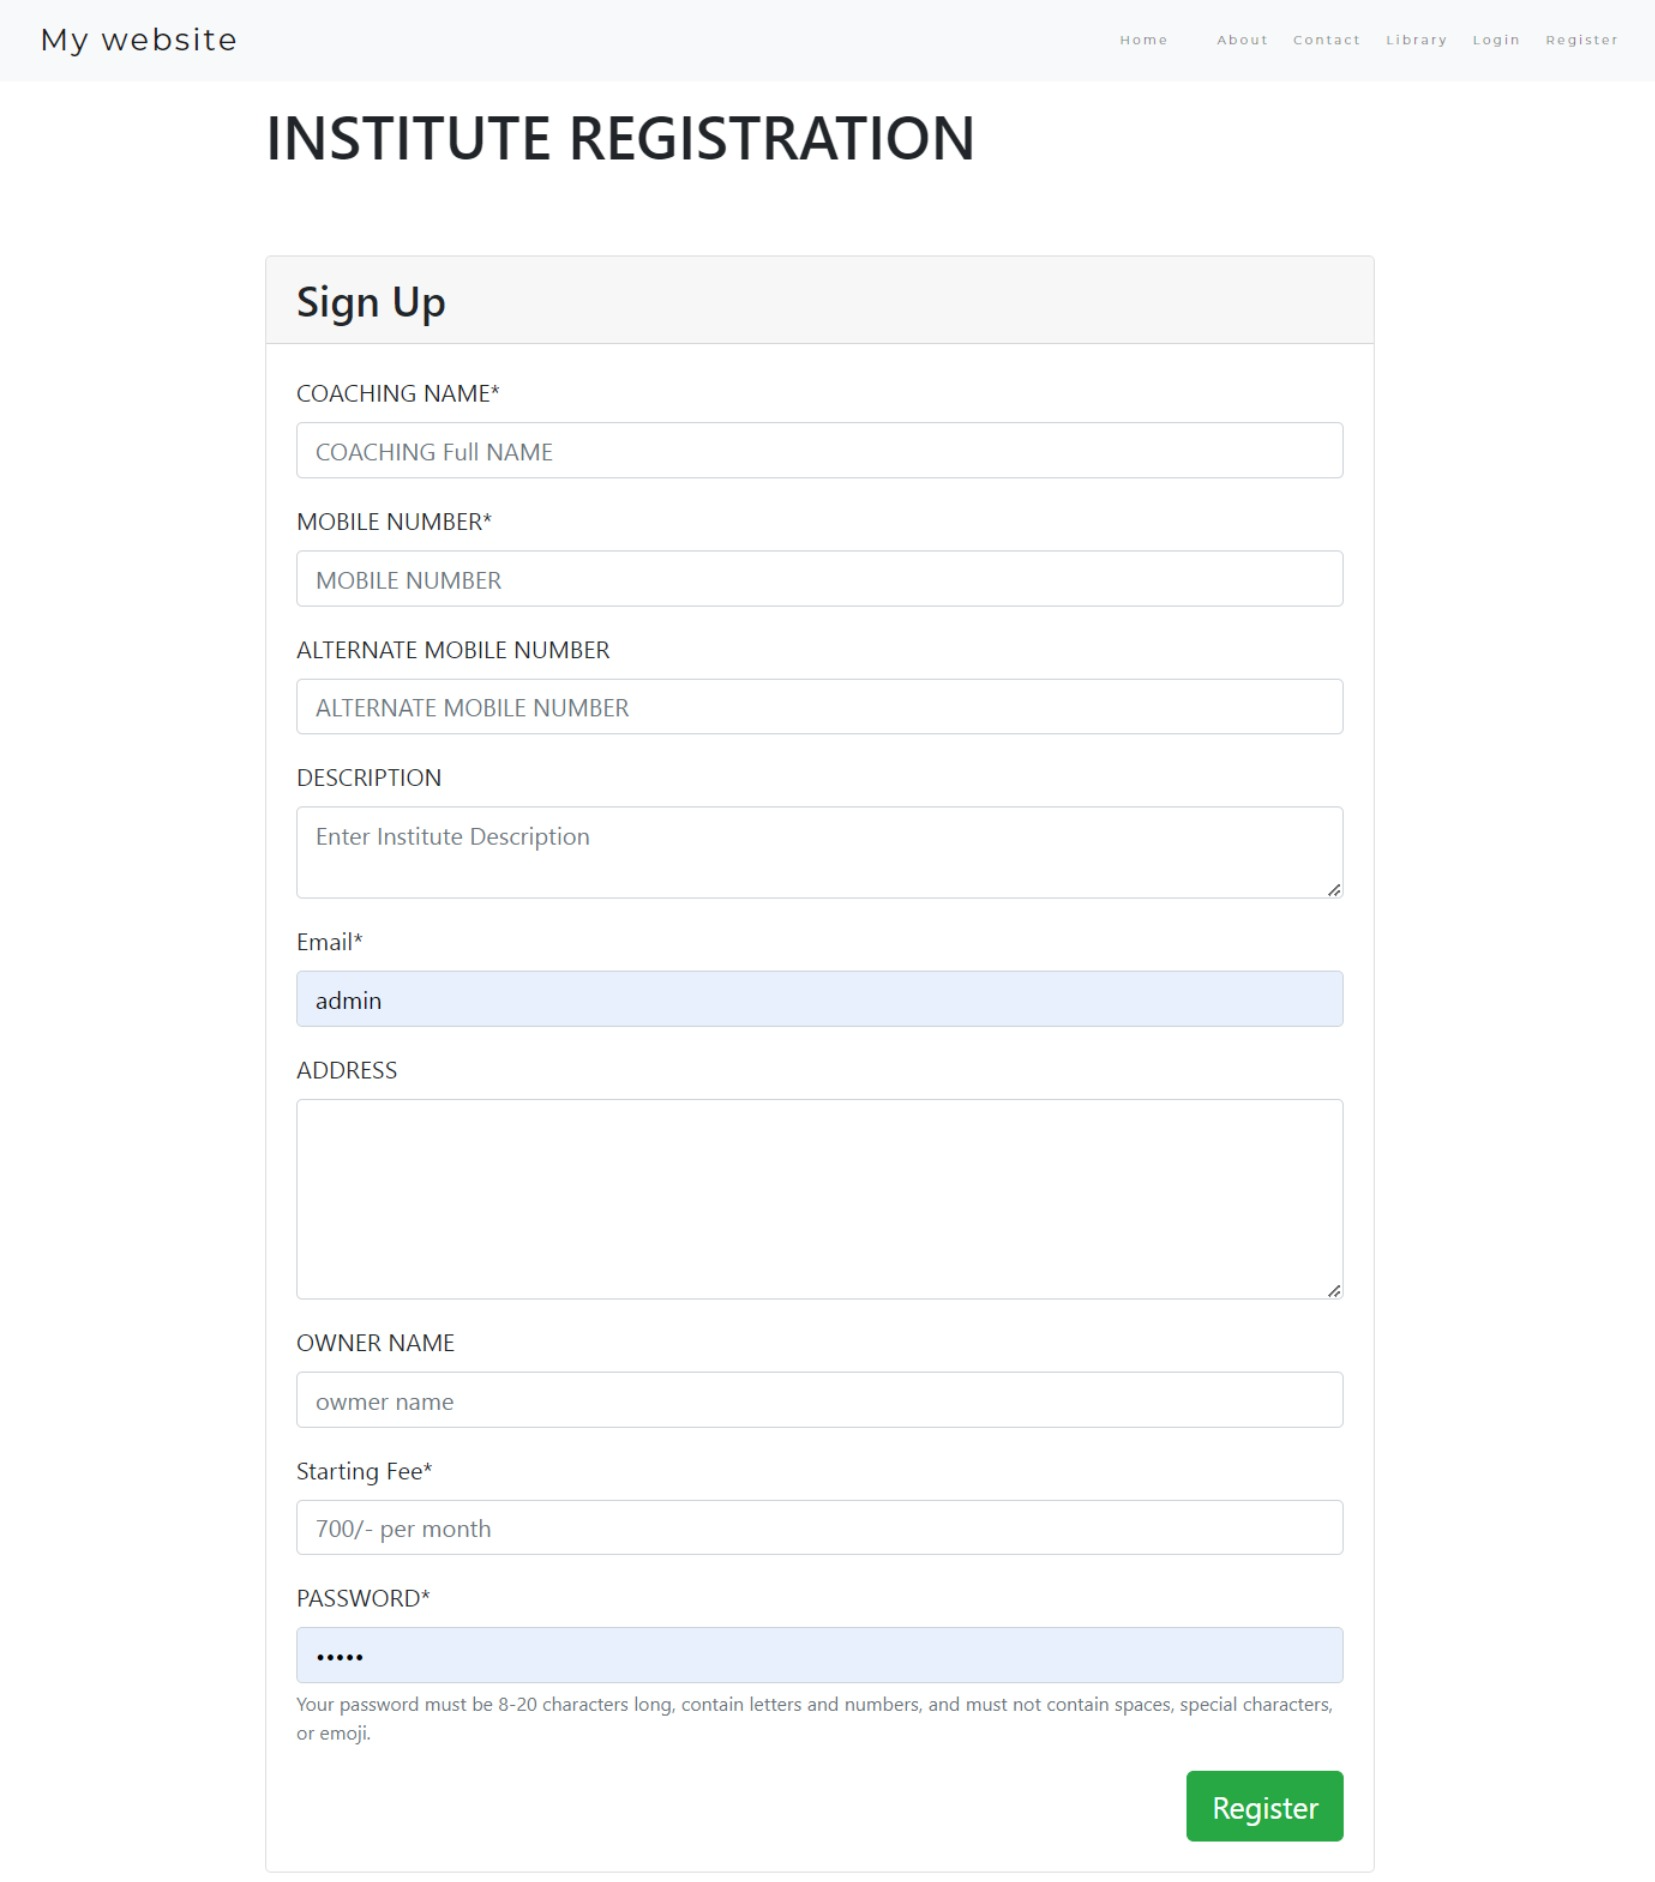 My website
Home About Contact Library Login Register
INSTITUTE REGISTRATION
Sign Up
COACHING NAME*
COACHING Full NAME
MOBILE NUMBER*
MOBILE NUMBER
ALTERNATE MOBILE NUMBER
ALTERNATE MOBILE NUMBER
DESCRIPTION
Enter Institute Description
Email*
admin
ADDRESS
OWNER NAME
owmer name
Starting Fee*
700/- per month
PASSWORD*
•••••
Your password must be 8-20 characters long, contain letters and numbers, and must not contain spaces, special characters,
or emoji.
Register